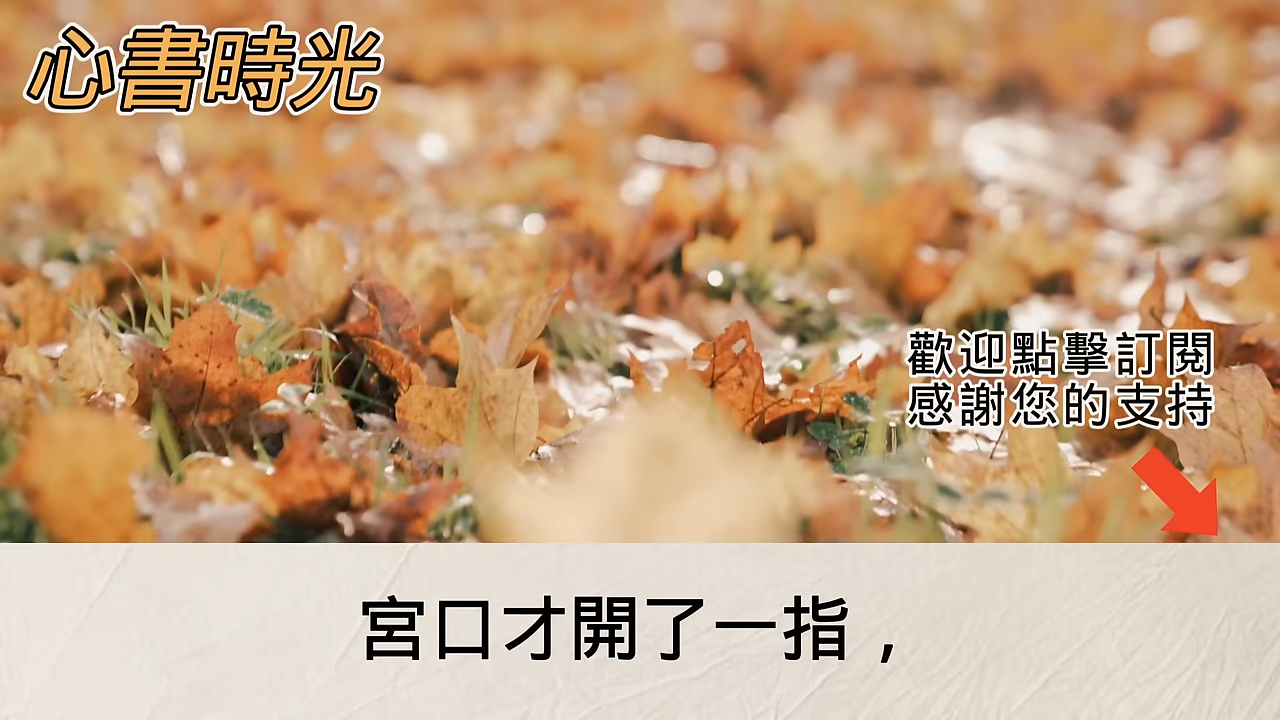 心書時光
歡迎點擊訂閱
感謝您的支持
宮口才開了一指，